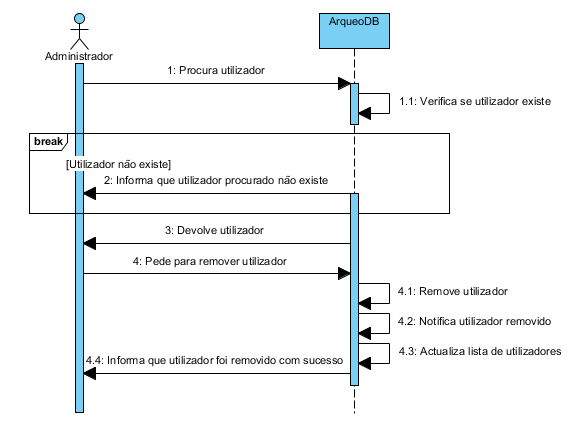 ArqueoDB
Administrador
1: Procura utilizador
1.1: Verifica se utilizador existe
break
[Utilizador não existe]
2: Informa que utilizador procurado não existe
3: Devolve utilizador
4: Pede para remover utilizador
4.1: Remove utilizador
4.2: Notifica utilizador removido
4.3: Actualiza lista de utilizadores
4.4: Informa que utilizador foi removido com sucesso